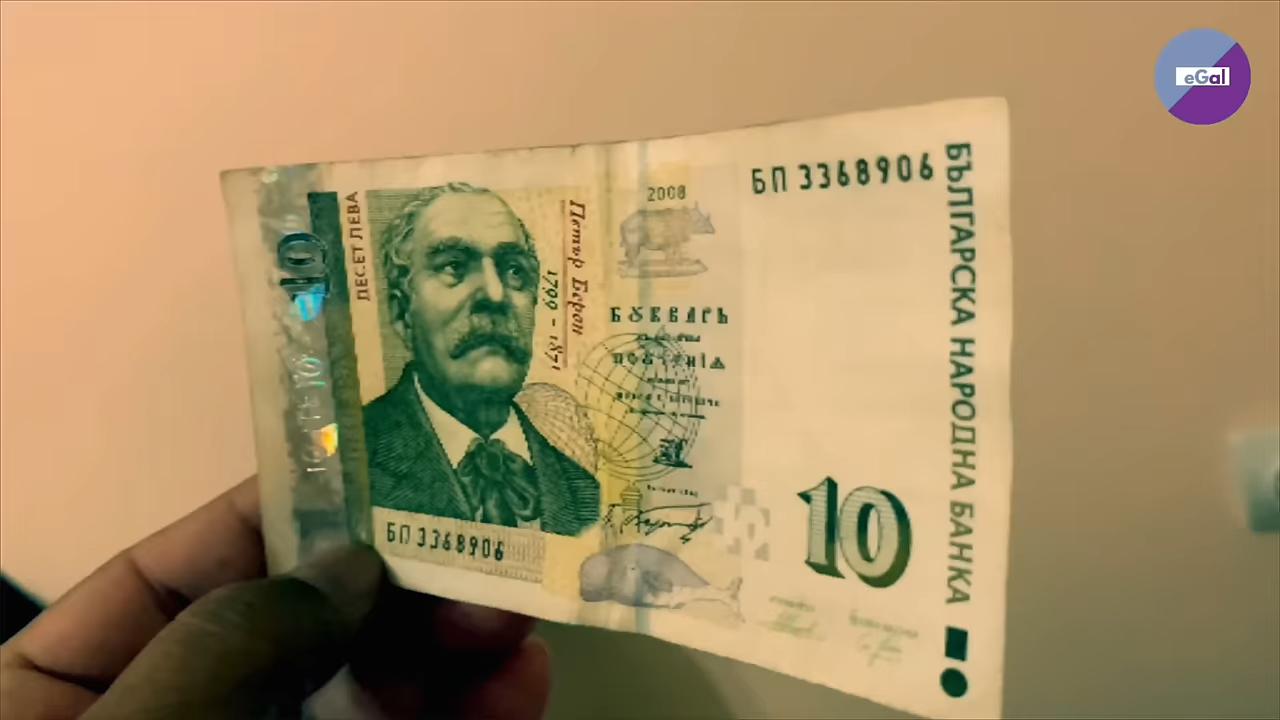 eGal
БП 3368906
БЪЛГАРСКА НАРОДНА БАНКА
2008
ДЕСЕТ ЛЕВА
10
Петър Берон
1799 - 1871
БУКВАРЬ
БП 3368906
10